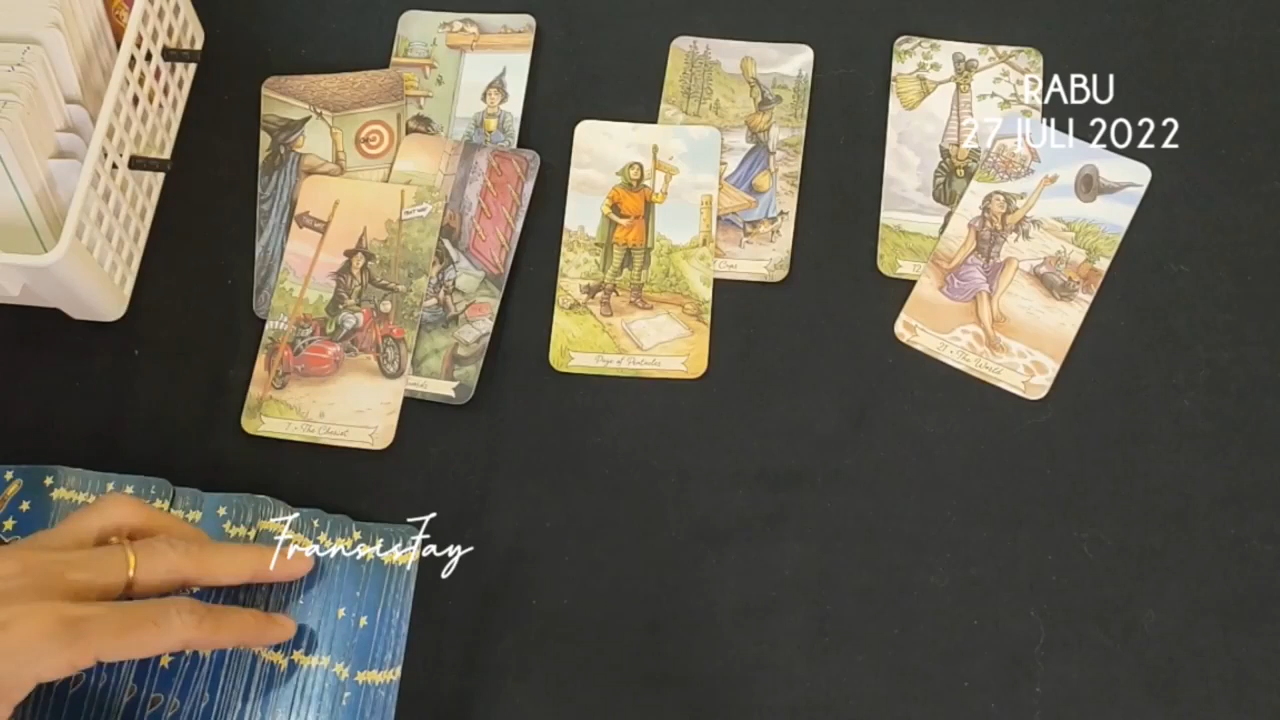 RABU
27 JULI 2022
Page of Pentacles
21 • The World
7 • The Chariot
FransisFay